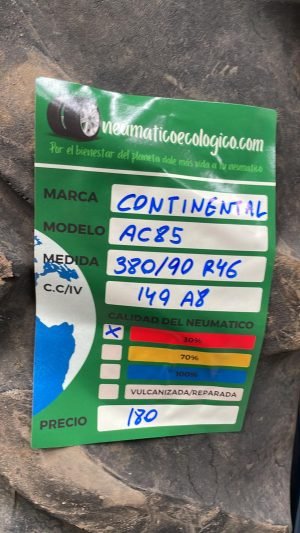 neumaticoecologico.com
Por el bienestar del planeta dale más vida a tu neumatico
MARCA CONTINENTAL
MODELO AC85
MEDIDA 380/90 R46
C.C/IV 149 A8
CALIDAD DEL NEUMATICO
X 30%
70%
100%
VULCANIZADA/REPARADA
PRECIO 180